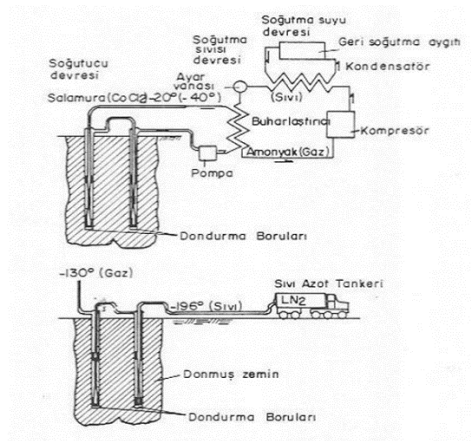 Soğutma suyu
devresi
Soğutma
sıvısı
devresi
Geri soğutma aygıtı
Soğutucu
devresi
Ayar
vanası
Kondensatör
Salamura(CoCl₂)-20°(-40°)
(Sıvı)
Buharlaştırıcı
Kompresör
Amonyak(Gaz)
Pompa
Dondurma Boruları
-130° (Gaz)
Sıvı Azot Tankeri
-196° (Sıvı)
LN2
Donmuş zemin
Dondurma Boruları